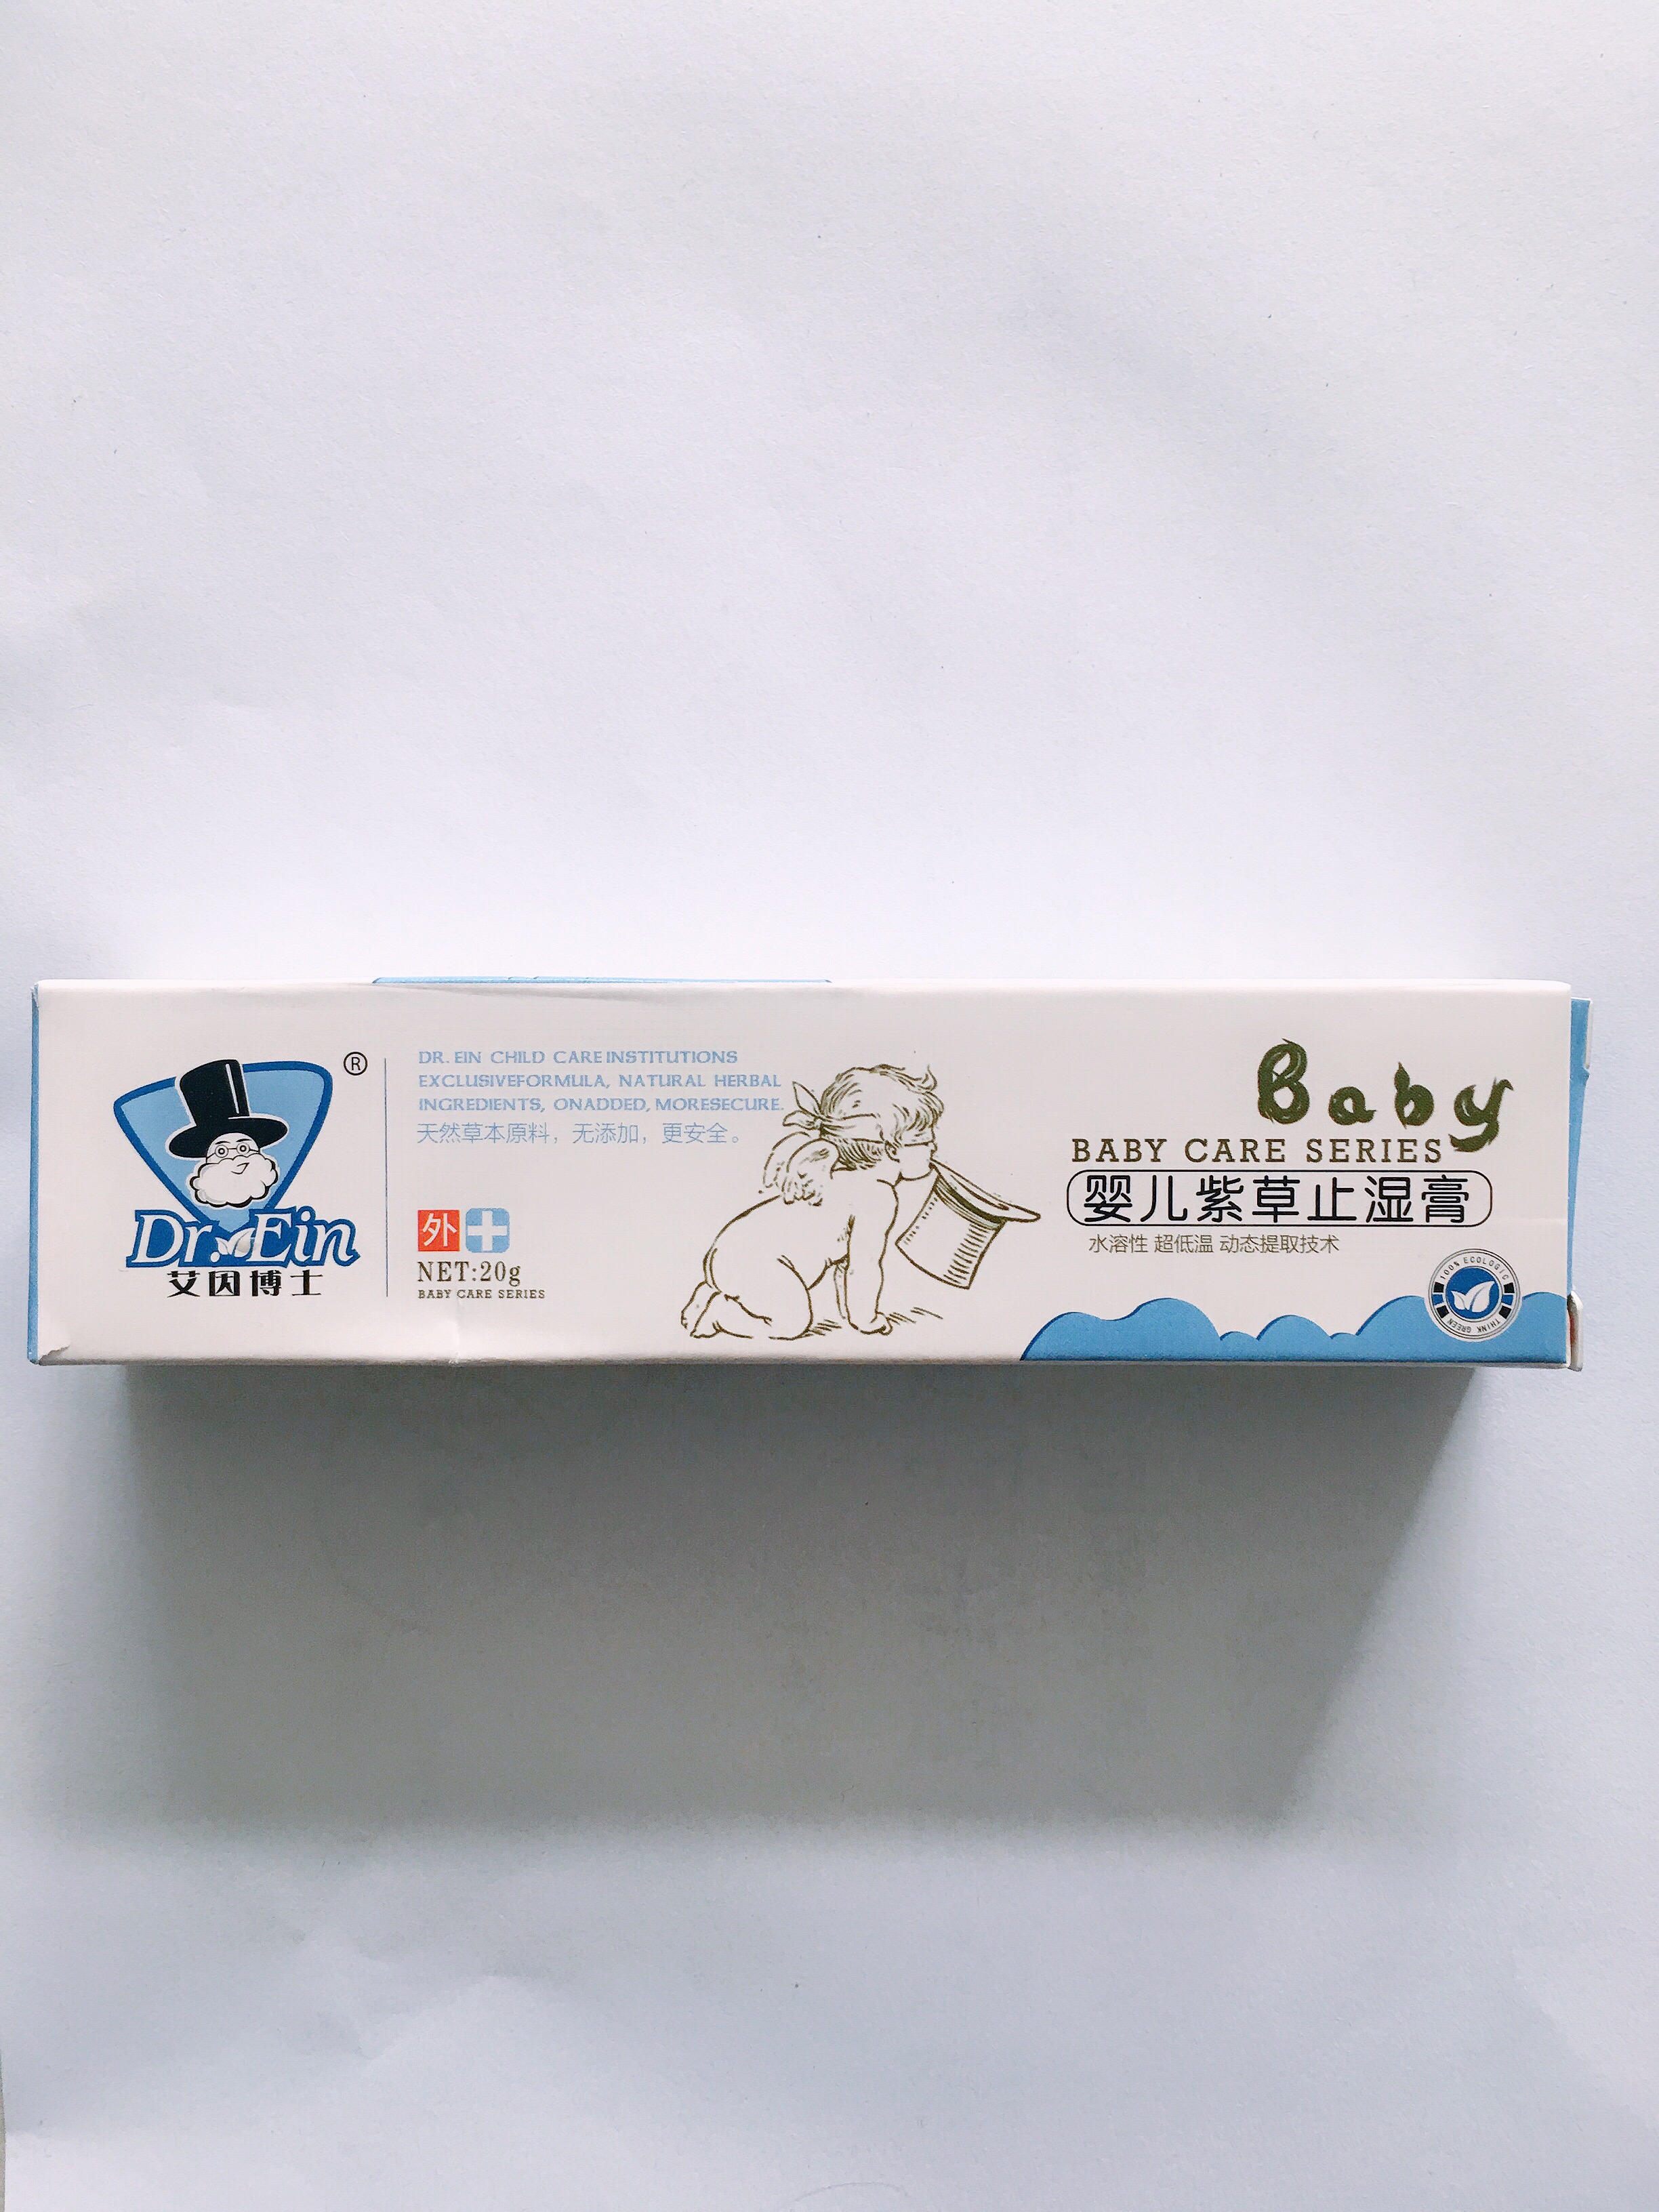 ®
Dr. Ein
艾因博士
DR. EIN CHILD CARE INSTITUTIONS
EXCLUSIVEFORMULA, NATURAL HERBAL
INGREDIENTS, ONADDED, MORESECURE.
天然草本原料，无添加，更安全。
外
NET:20g
BABY CARE SERIES
Baby
BABY CARE SERIES
婴儿紫草止湿膏
水溶性 超低温 动态提取技术
100% ECOLOGIC
THINK GREEN